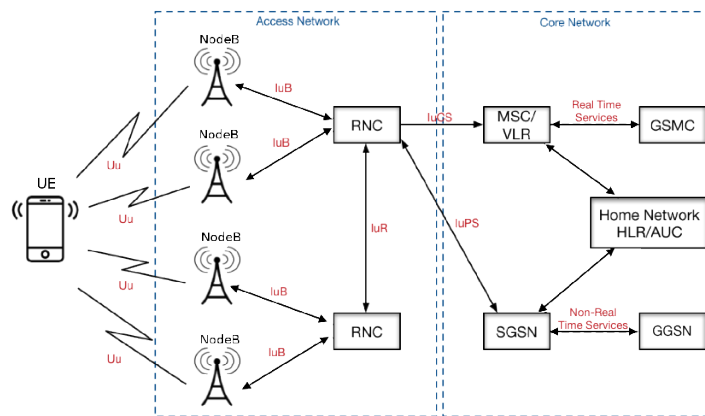 Access Network
Core Network
NodeB
IuB
Uu
NodeB
IuB
RNC
IuCS
MSC/
VLR
Real Time
Services
GSMC
UE
Uu
NodeB
IuR
IuPS
Home Network
HLR/AUC
Uu
IuB
NodeB
RNC
SGSN
Non-Real
Time Services
GGSN
Uu
IuB